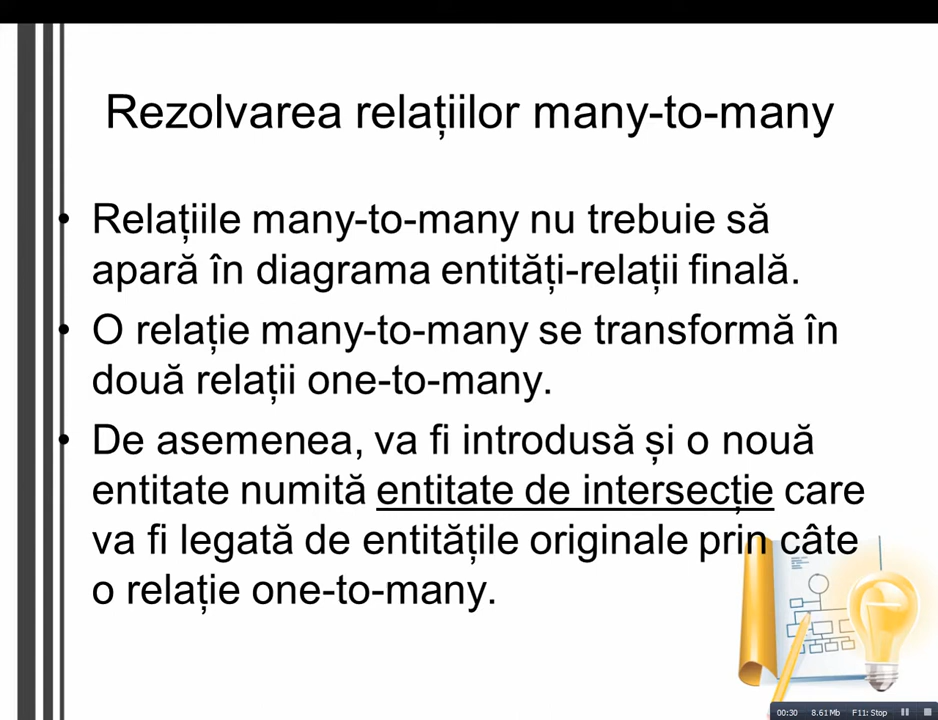 Rezolvarea relațiilor many-to-many
• Relațiile many-to-many nu trebuie să
apară în diagrama entități-relații finală.
• O relație many-to-many se transformă în
două relații one-to-many.
• De asemenea, va fi introdusă și o nouă
entitate numită entitate de intersecție care
va fi legată de entitățile originale prin câte
o relație one-to-many.
00:30 8.61 Mb F11: Stop